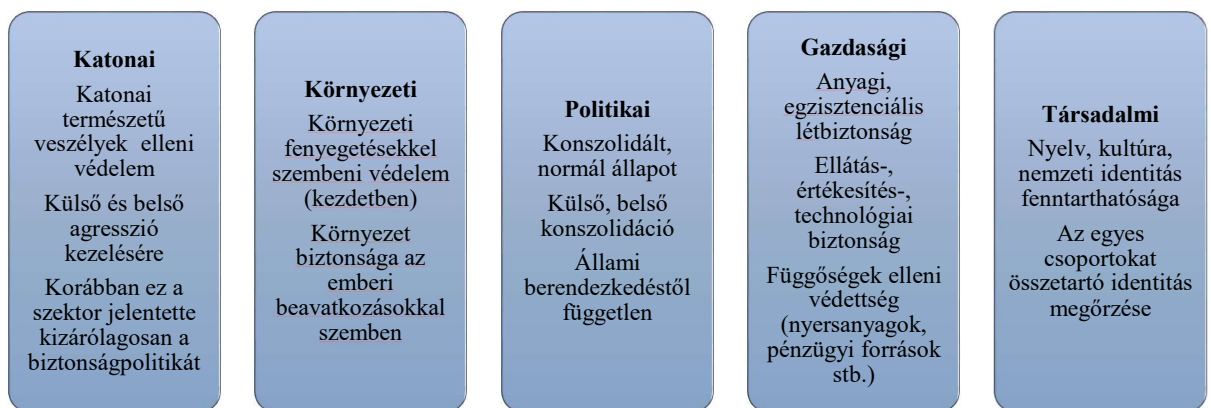 Katonai
Katonai
természetű
veszélyek elleni
védelem
Külső és belső
agresszió
kezelésére
Korábban ez a
szektor jelentette
kizárólagosan a
biztonságpolitikát
Környezeti
Környezeti
fenyegetésekkel
szembeni védelem
(kezdetben)
Környezet
biztonsága az
emberi
beavatkozásokkal
szemben
Politikai
Konszolidált,
normál állapot
Külső, belső
konszolidáció
Állami
berendezkedéstől
független
Gazdasági
Anyagi,
egzisztenciális
létbiztonság
Ellátás-,
értékesítés-,
technológiai
biztonság
Függőségek elleni
védettség
(nyersanyagok,
pénzügyi források
stb.)
Társadalmi
Nyelv, kultúra,
nemzeti identitás
fenntarthatósága
Az egyes
csoportokat
összetartó identitás
megőrzése